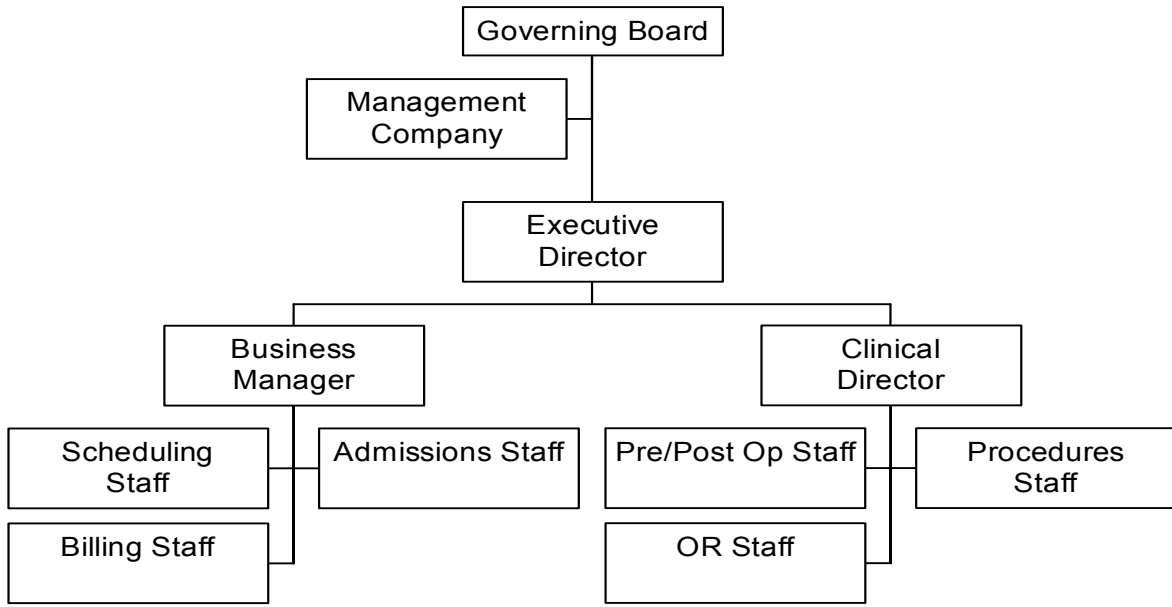 Governing Board
Management
Company
Executive
Director
Business
Manager
Clinical
Director
Scheduling
Staff
Admissions Staff
Pre/Post Op Staff
Procedures
Staff
Billing Staff
OR Staff